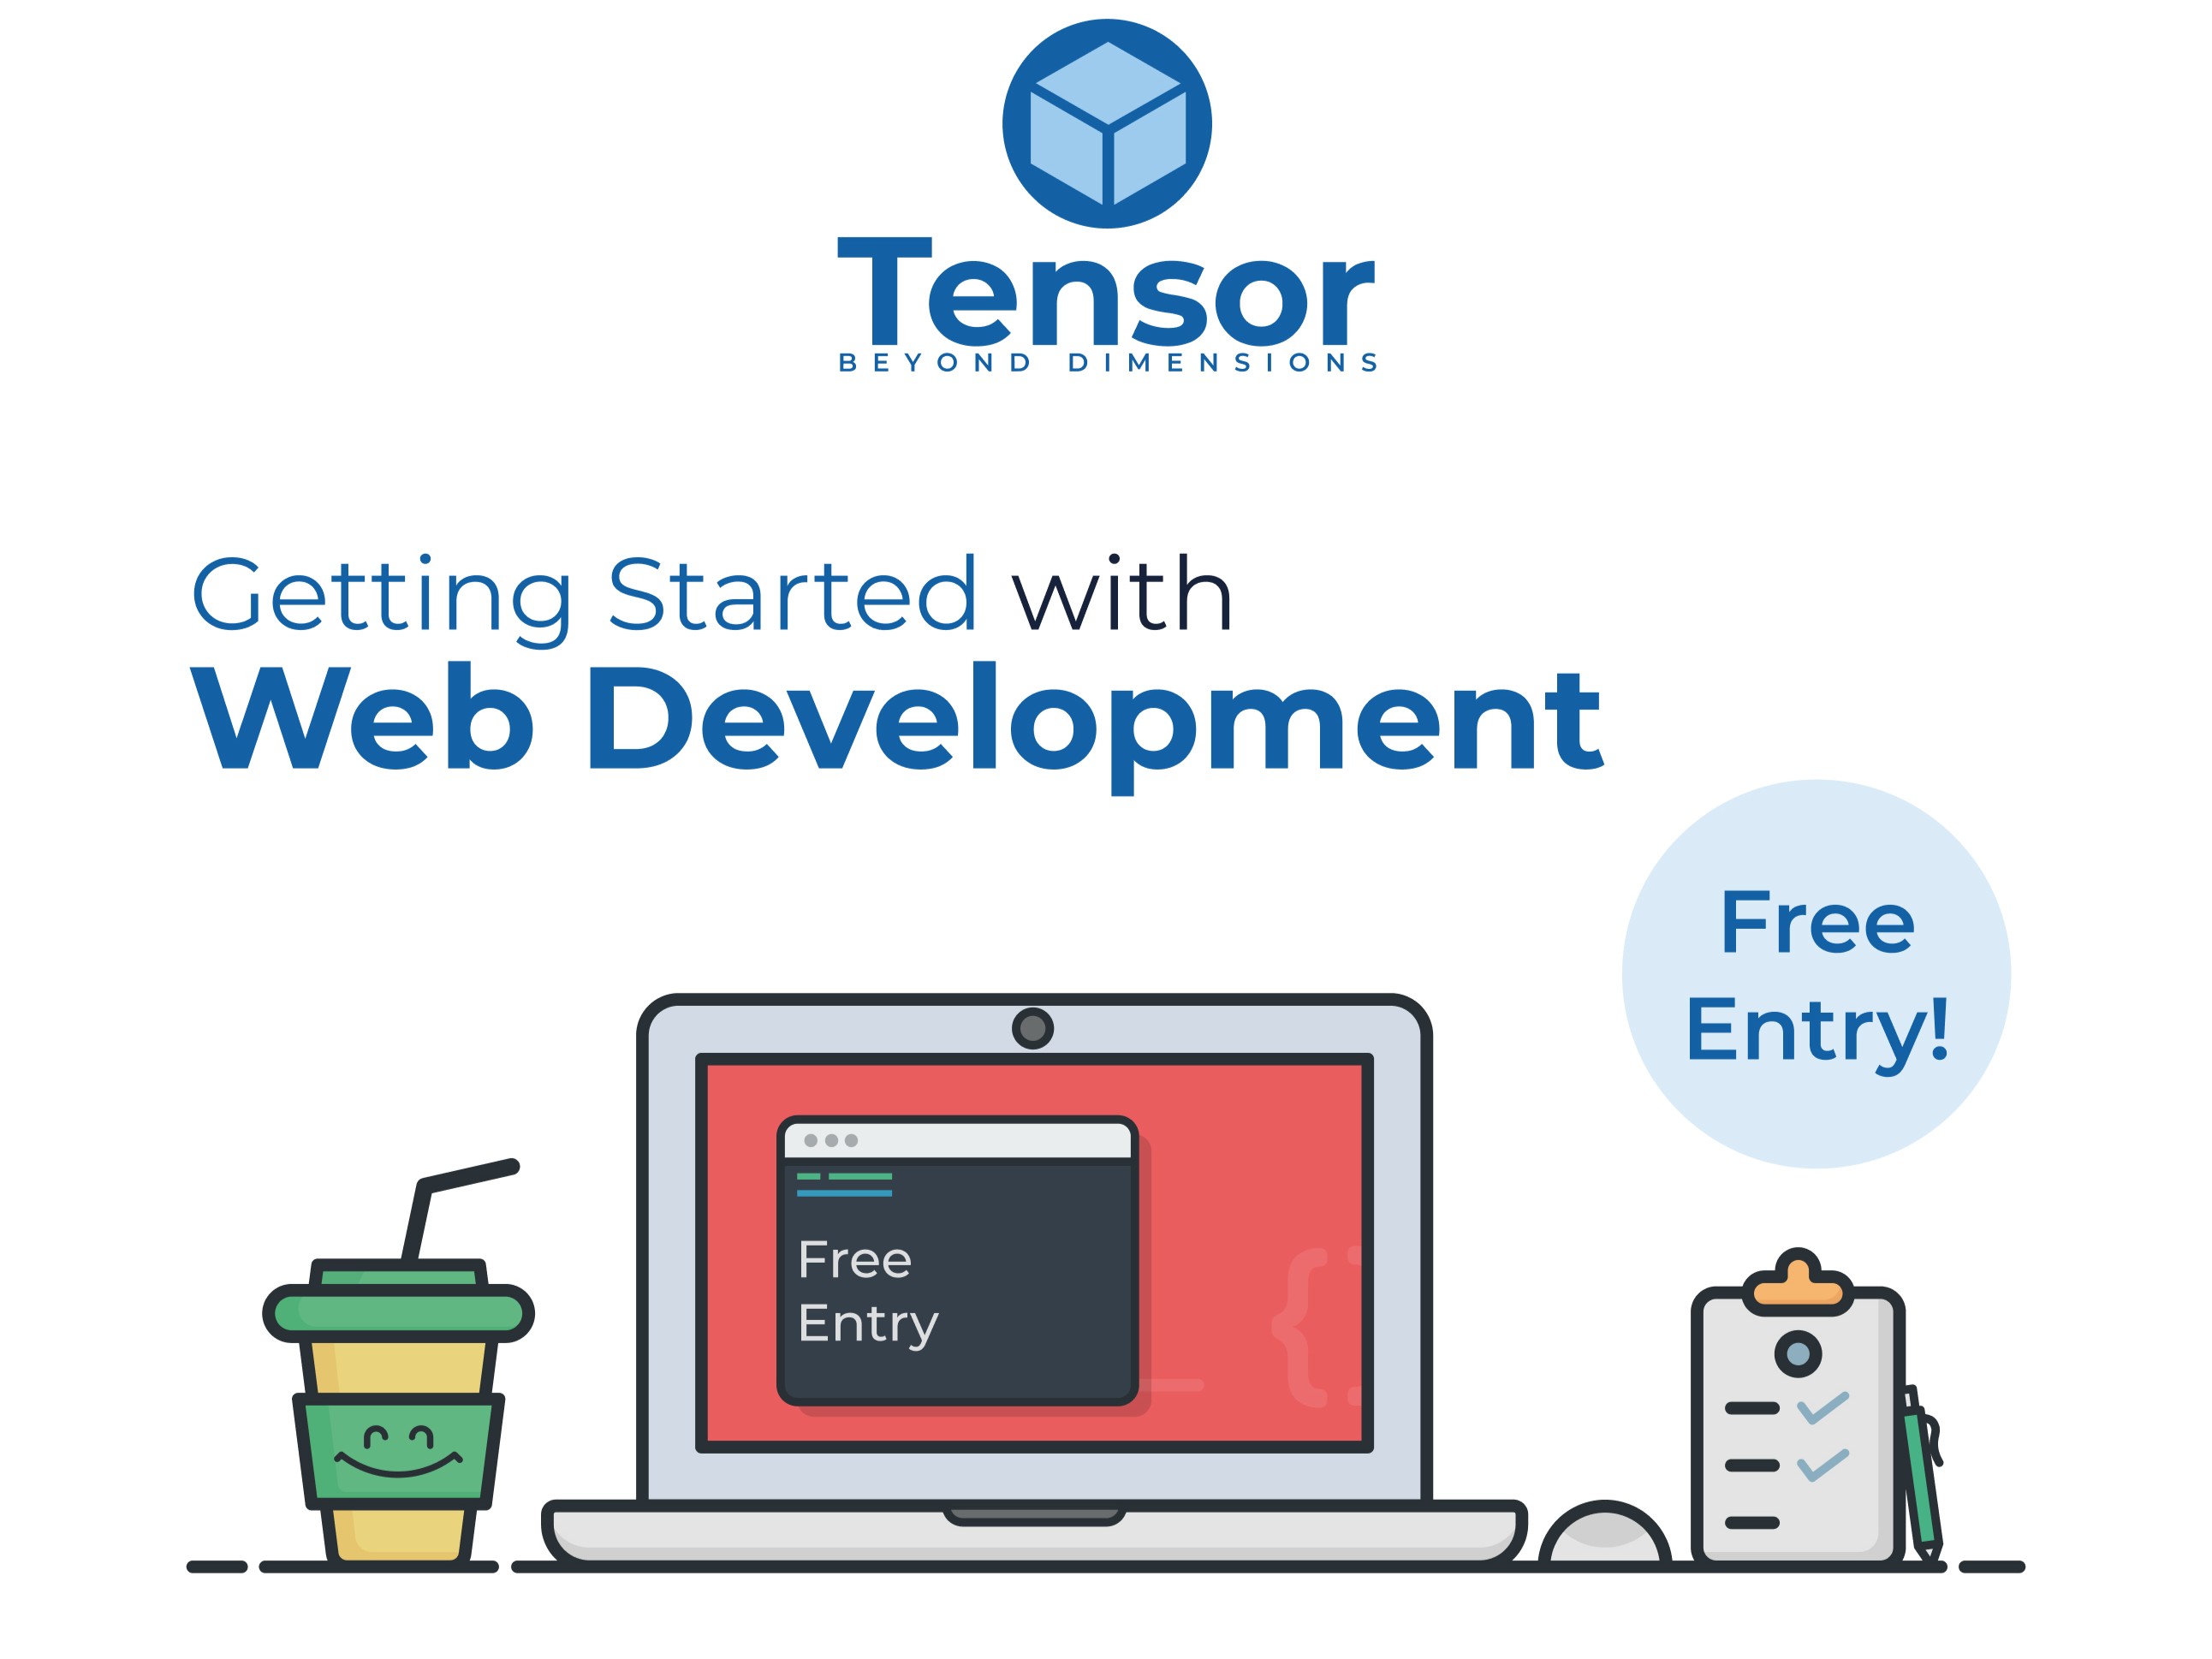 Tensor
BEYOND DIMENSIONS
Getting Started with
Web Development
Free
Entry!
Free
Entry